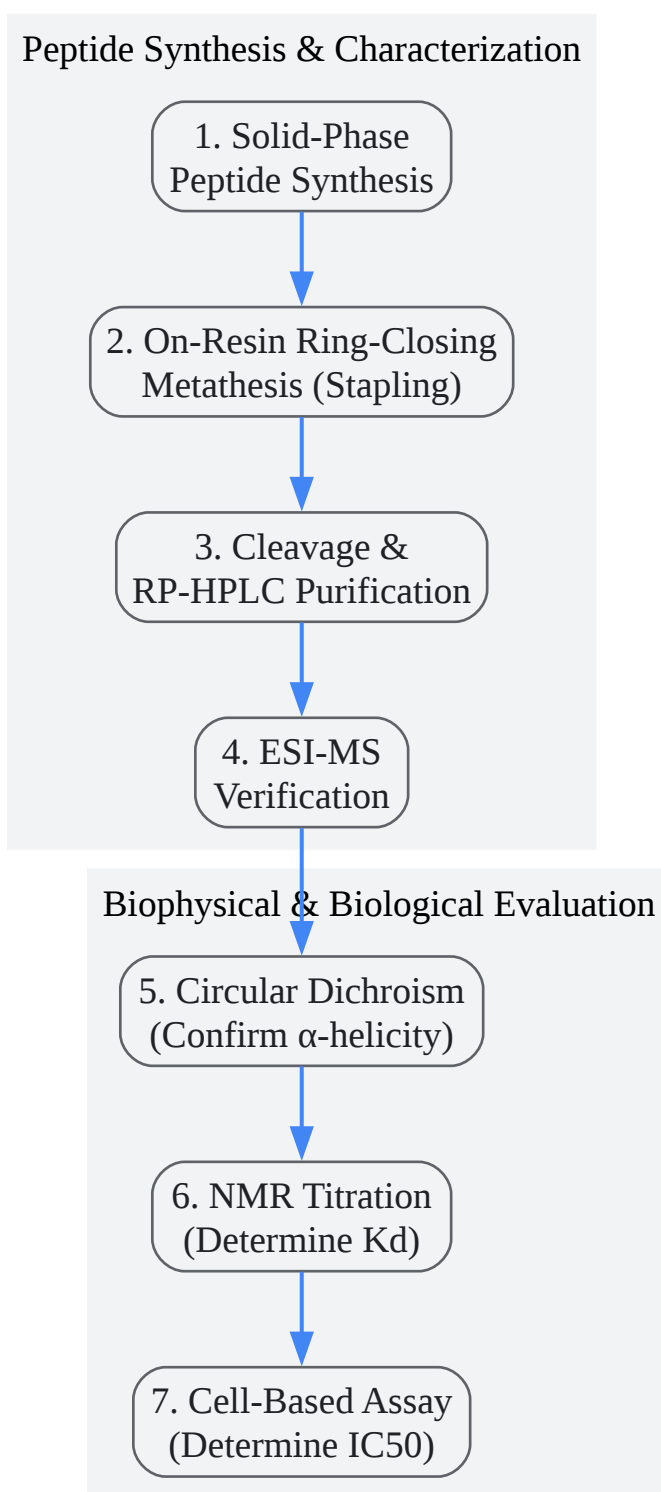 Peptide Synthesis & Characterization
1. Solid-Phase
Peptide Synthesis
2. On-Resin Ring-Closing
Metathesis (Stapling)
3. Cleavage &
RP-HPLC Purification
4. ESI-MS
Verification
Biophysical & Biological Evaluation
5. Circular Dichroism
(Confirm α-helicity)
6. NMR Titration
(Determine Kd)
7. Cell-Based Assay
(Determine IC50)